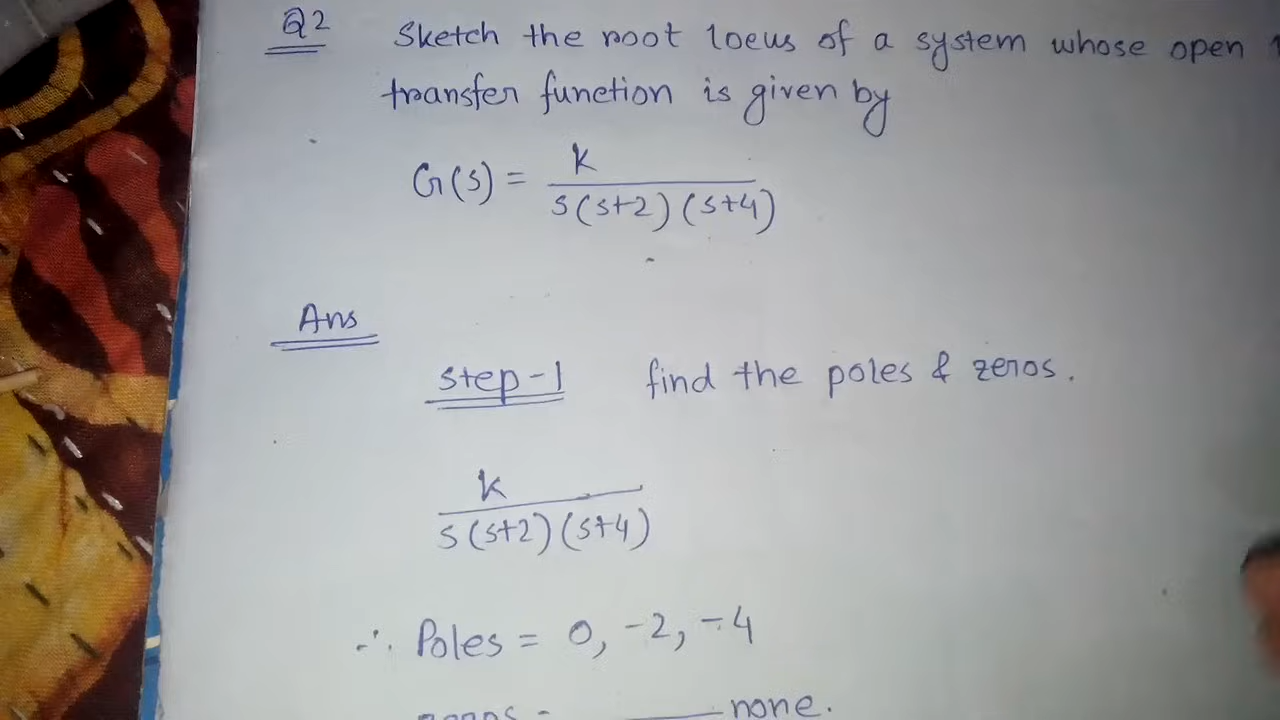 Q2 Sketch the root locus of a system whose open
transfer function is given by
G(s) = K / s(s+2)(s+4)
Ans
Step-1 find the poles & zeros.
K / s(s+2)(s+4)
∴ Poles = 0, -2, -4
none.